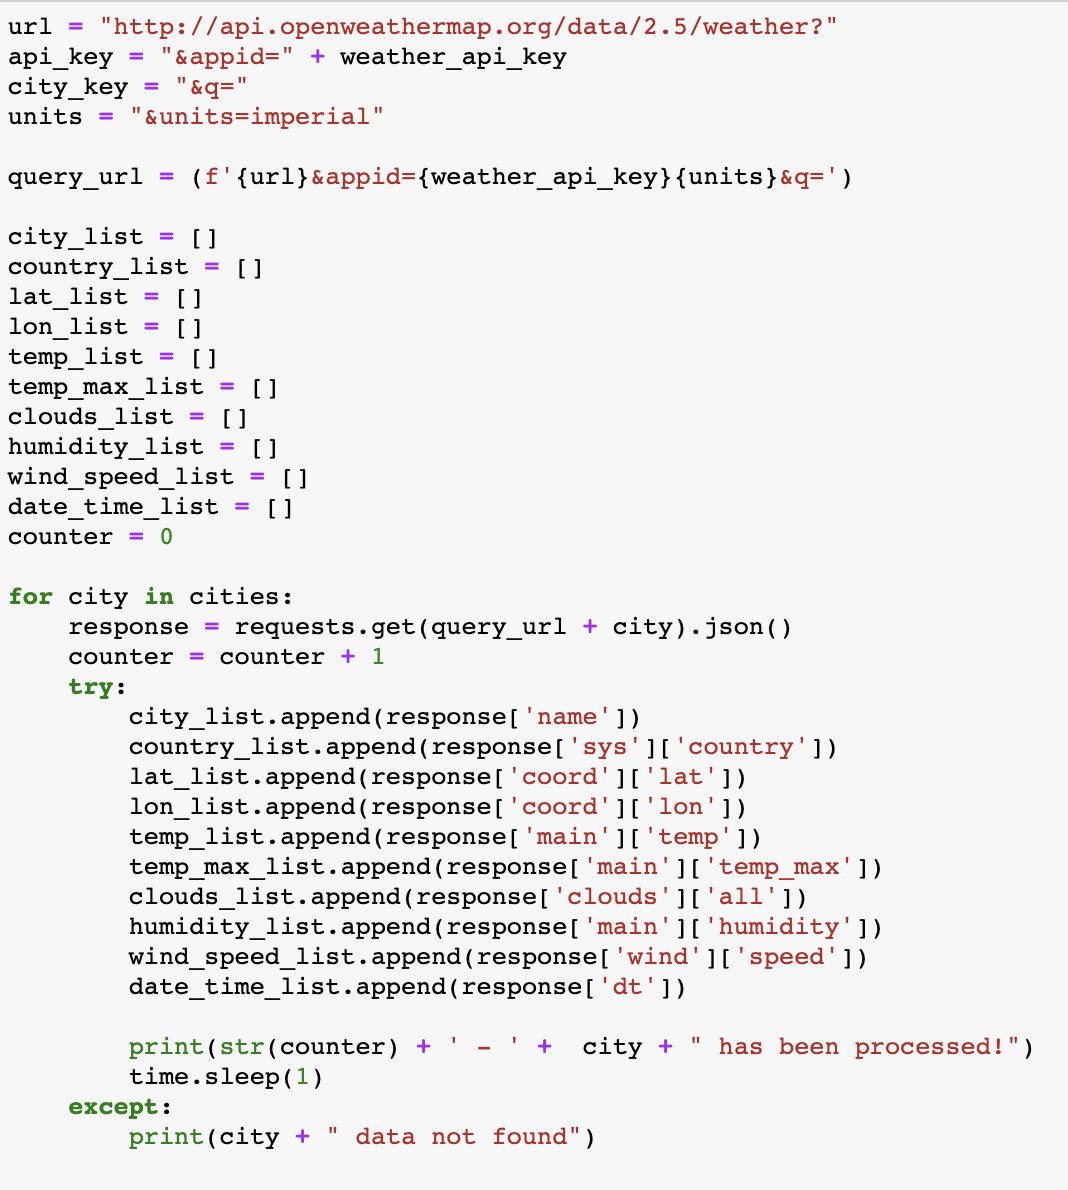 url = "http://api.openweathermap.org/data/2.5/weather?"
api_key = "&appid=" + weather_api_key
city_key = "&q="
units = "&units=imperial"

query_url = (f'{url}&appid={weather_api_key}{units}&q=')

city_list = []
country_list = []
lat_list = []
lon_list = []
temp_list = []
temp_max_list = []
clouds_list = []
humidity_list = []
wind_speed_list = []
date_time_list = []
counter = 0

for city in cities:
    response = requests.get(query_url + city).json()
    counter = counter + 1
    try:
        city_list.append(response['name'])
        country_list.append(response['sys']['country'])
        lat_list.append(response['coord']['lat'])
        lon_list.append(response['coord']['lon'])
        temp_list.append(response['main']['temp'])
        temp_max_list.append(response['main']['temp_max'])
        clouds_list.append(response['clouds']['all'])
        humidity_list.append(response['main']['humidity'])
        wind_speed_list.append(response['wind']['speed'])
        date_time_list.append(response['dt'])

        print(str(counter) + ' - ' +  city + " has been processed!")
        time.sleep(1)
    except:
        print(city + " data not found")